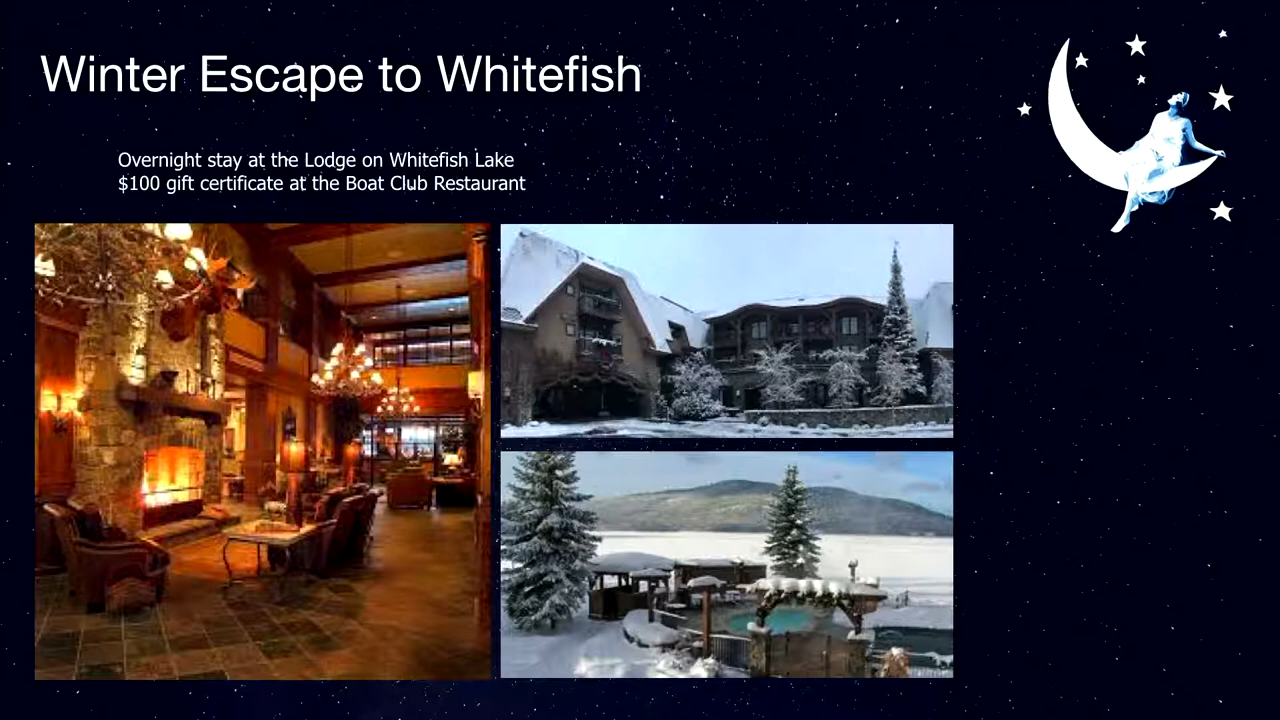 Winter Escape to Whitefish
Overnight stay at the Lodge on Whitefish Lake
$100 gift certificate at the Boat Club Restaurant